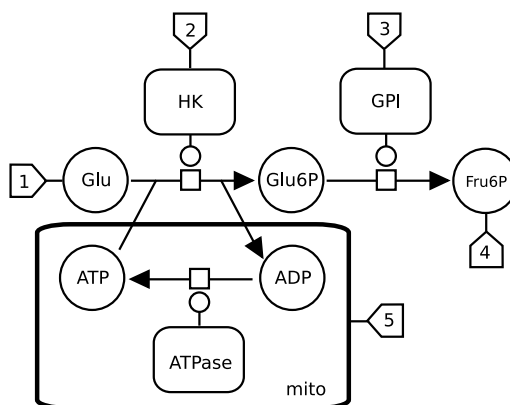 2
3
HK
GPI
1
Glu
Glu6P
Fru6P
4
ATP
ADP
5
ATPase
mito